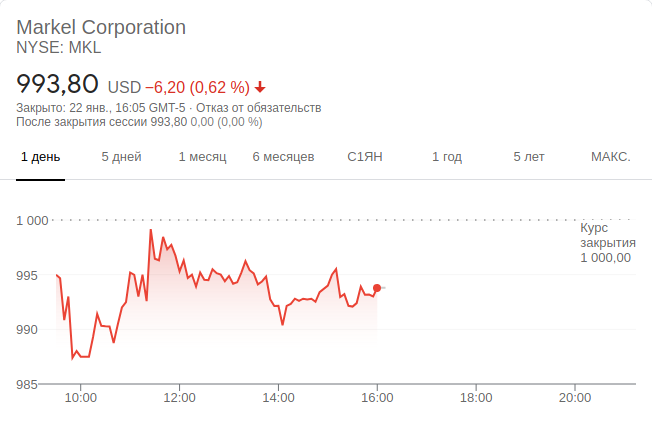 Markel Corporation
NYSE: MKL
993,80 USD −6,20 (0,62 %)
Закрыто: 22 янв., 16:05 GMT-5 · Отказ от обязательств
После закрытия сессии 993,80 0,00 (0,00 %)
1 день 5 дней 1 месяц 6 месяцев С1ЯН 1 год 5 лет МАКС.
1 000
Курс
закрытия
1 000,00
995
990
985
10:00 12:00 14:00 16:00 18:00 20:00